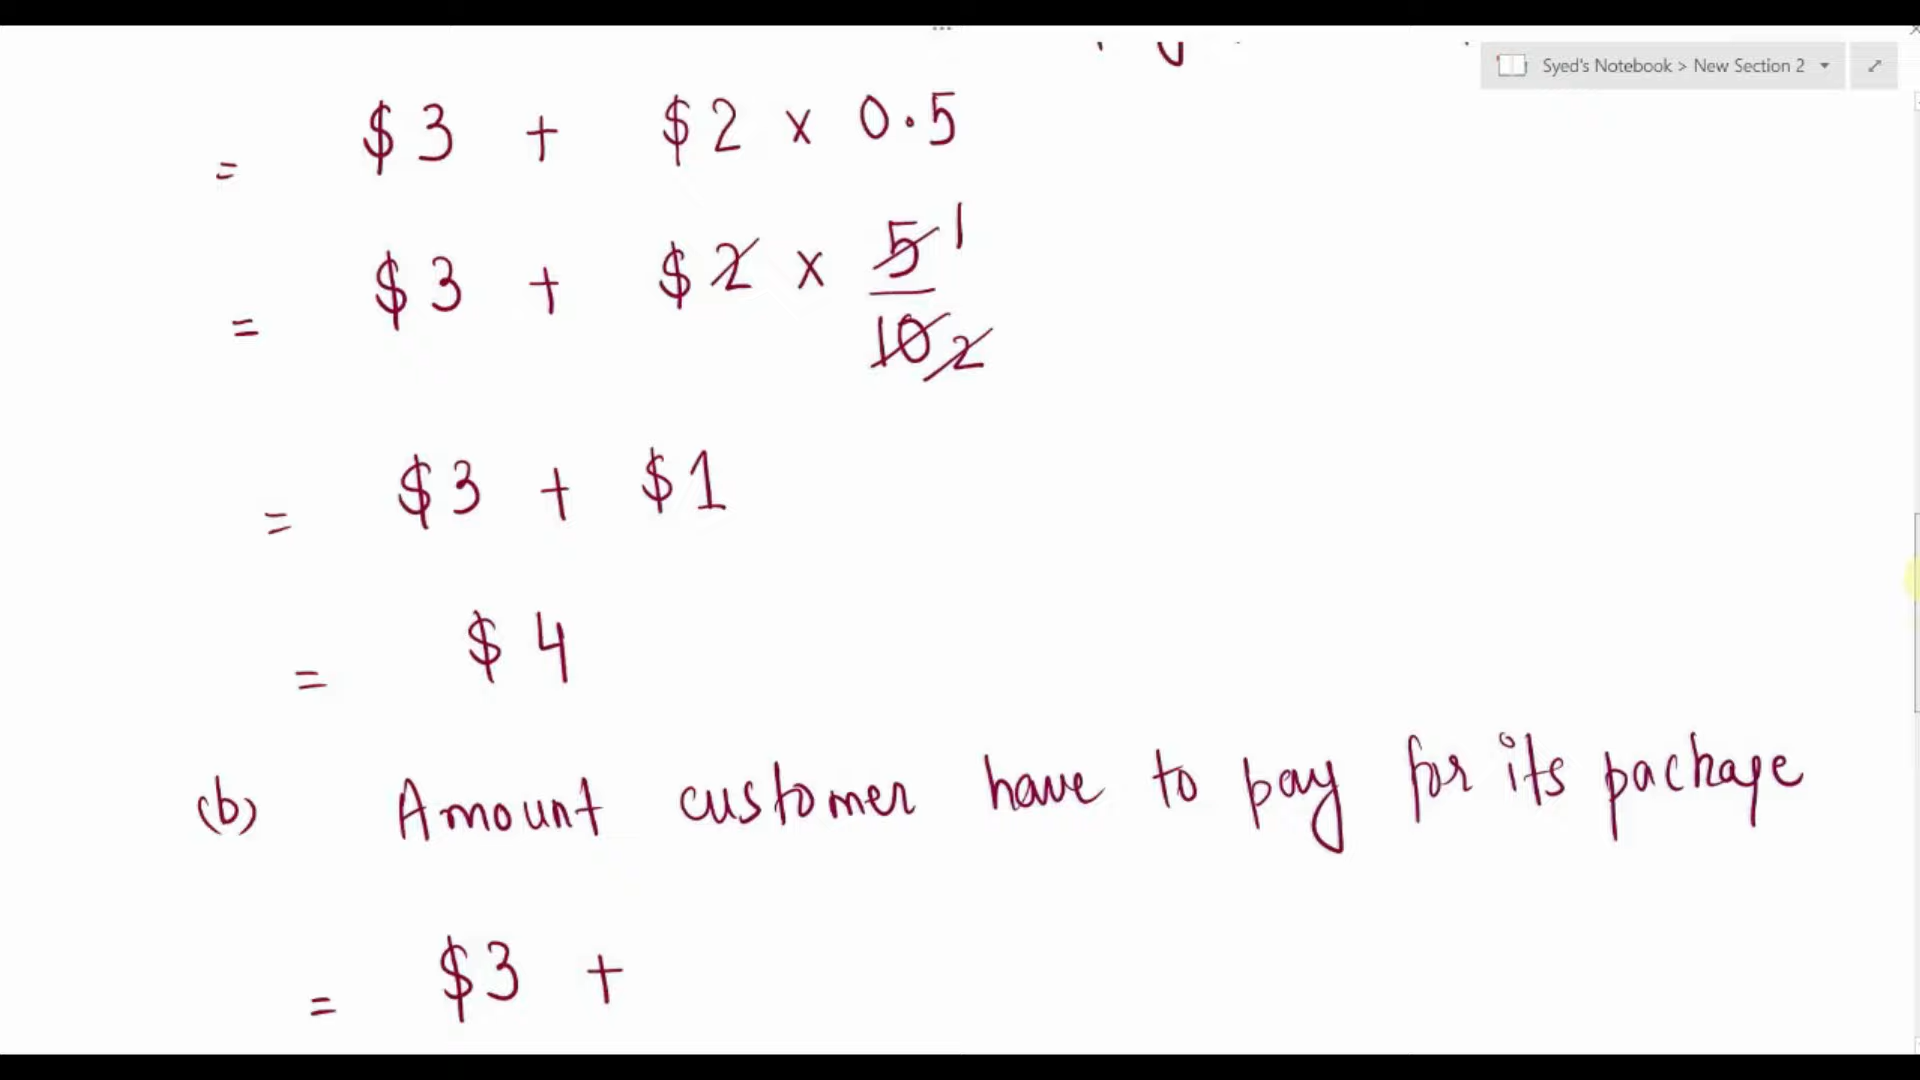 Syed's Notebook > New Section 2
= $3 + $2 x 0.5
= $3 + $2 x 5 1
10 2
= $3 + $1
= $4
(b) Amount customer have to pay for its package
= $3 +